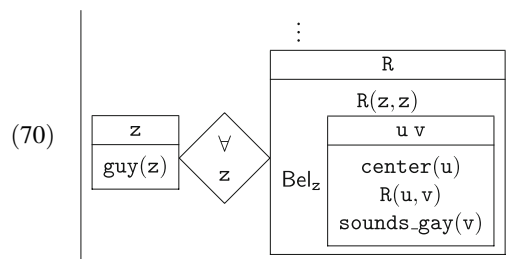 (70)
⋮
z
guy(z)
∀
z
R
R(z,z)
Bel_z
u v
center(u)
R(u,v)
sounds_gay(v)